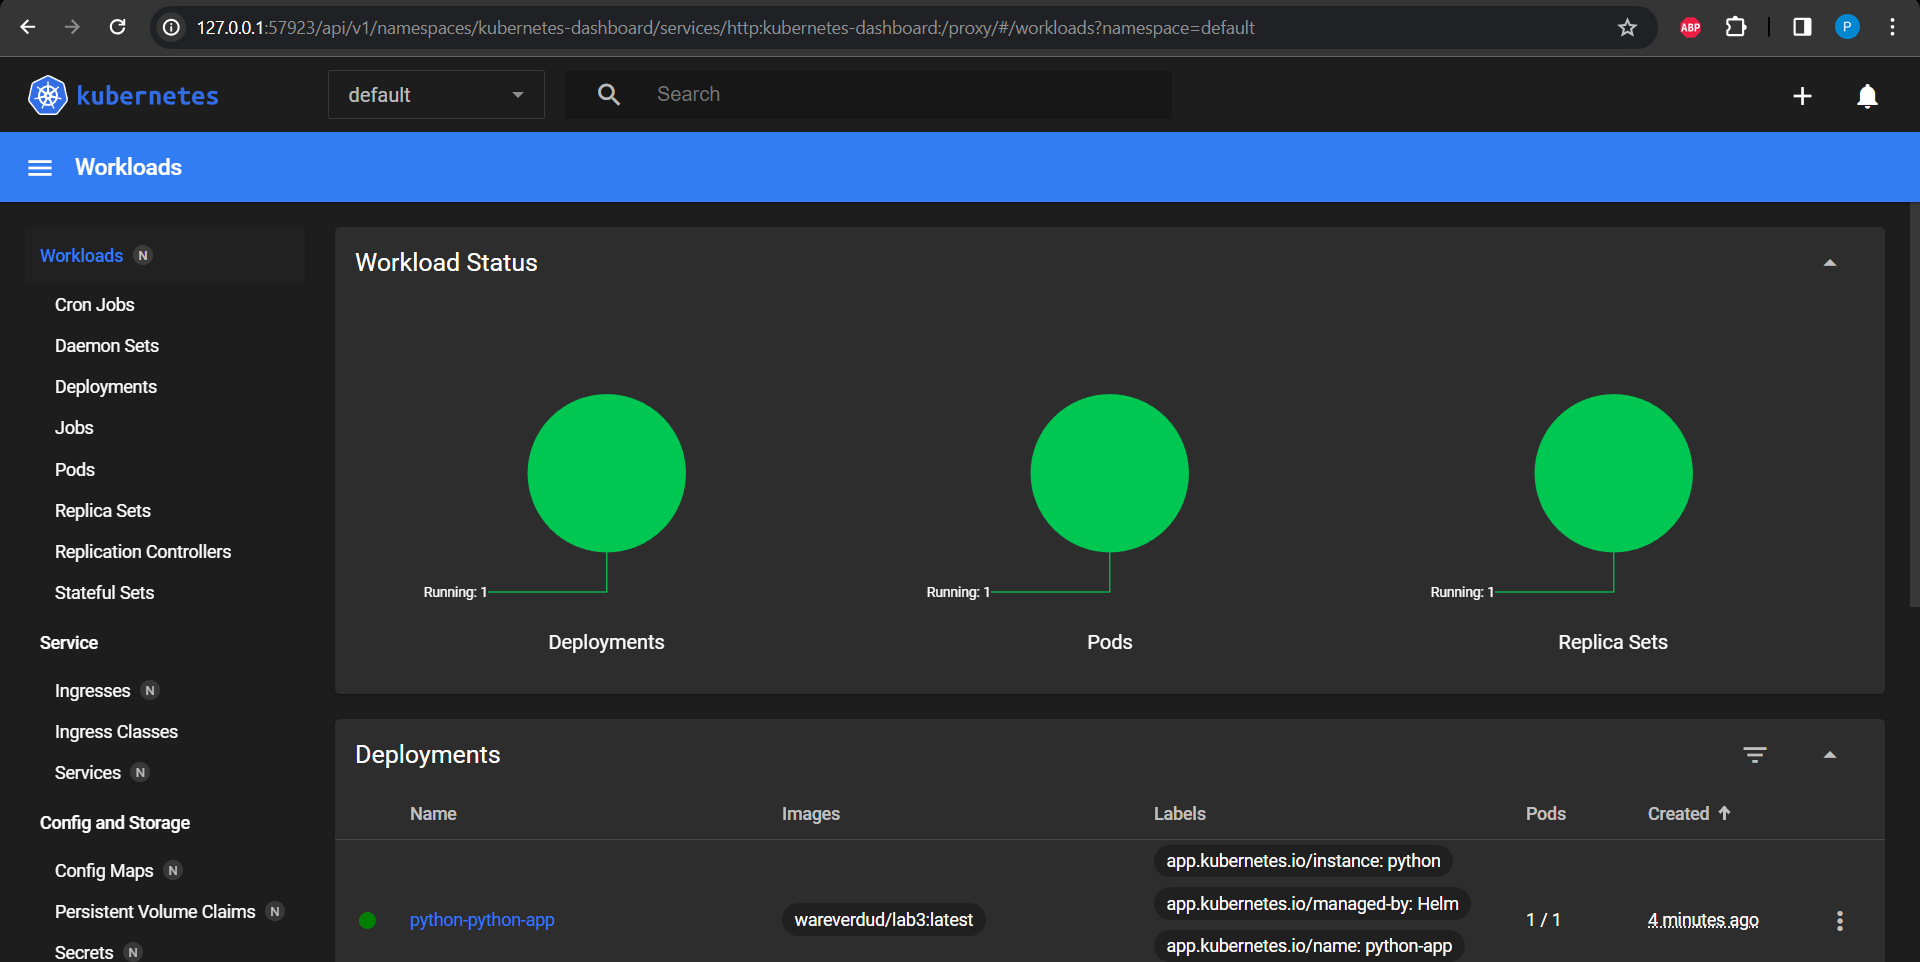 127.0.0.1:57923/api/v1/namespaces/kubernetes-dashboard/services/http:kubernetes-dashboard:/proxy/#/workloads?namespace=default
ABP
P
kubernetes
default
Search
Workloads
Workloads N
Cron Jobs
Daemon Sets
Deployments
Jobs
Pods
Replica Sets
Replication Controllers
Stateful Sets
Service
Ingresses N
Ingress Classes
Services N
Config and Storage
Config Maps N
Persistent Volume Claims N
Secrets N
Workload Status
Running: 1
Deployments
Running: 1
Pods
Running: 1
Replica Sets
Deployments
Name Images Labels Pods Created
python-python-app wareverdud/lab3:latest
app.kubernetes.io/instance: python
app.kubernetes.io/managed-by: Helm
app.kubernetes.io/name: python-app
1 / 1 4 minutes ago